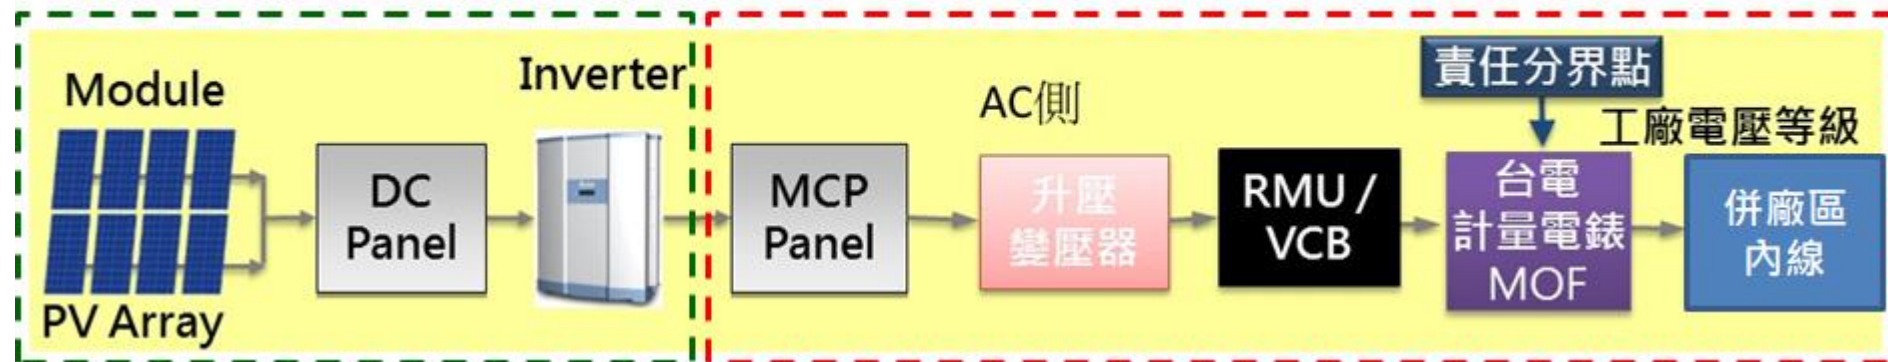 Module
PV Array
DC
Panel
Inverter
AC側
MCP
Panel
升壓
變壓器
RMU /
VCB
責任分界點
台電
計量電錶
MOF
工廠電壓等級
併廠區
內線